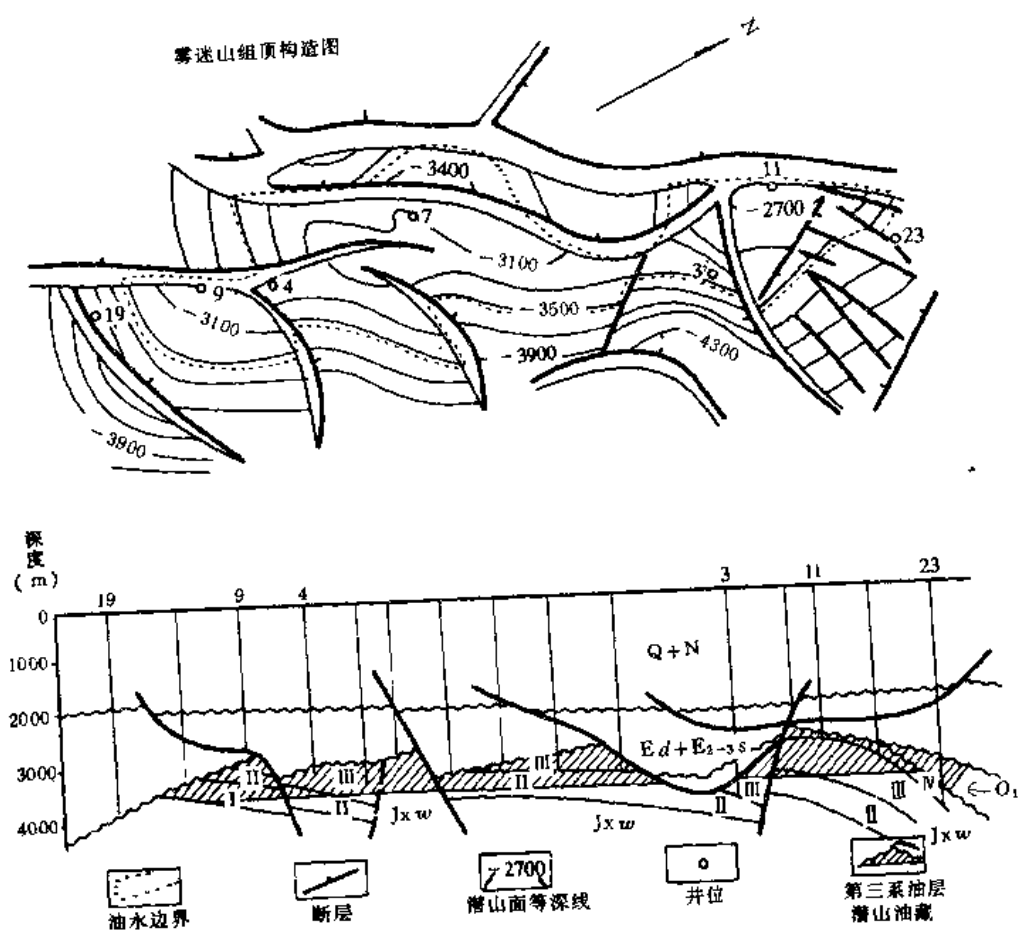 雾迷山组顶构造图
N
11
-3400
-2700
2
7
23
-3100
3
9
4
19
-3100
-3500
-3900
-4300
-3900
深度
(m)
19
9
4
3
11
23
0
1000
2000
3000
4000
Q+N
Ed+E₂₋₃s
II
III
III
II
III
III
IV
←O₁
I
II
Jxw
Jxw
II
II
Jxw
-2700
油水边界
断层
潜山面等深线
井位
第三系油层
潜山油藏